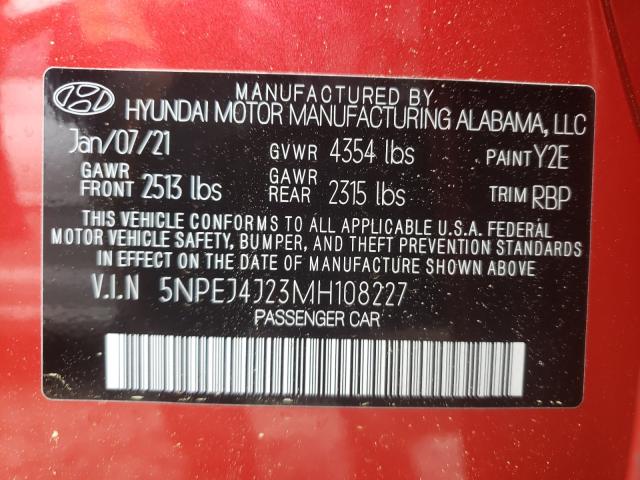 MANUFACTURED BY
HYUNDAI MOTOR MANUFACTURING ALABAMA, LLC
Jan/07/21 GVWR 4354 lbs PAINT Y2E
GAWR FRONT 2513 lbs GAWR REAR 2315 lbs TRIM RBP
THIS VEHICLE CONFORMS TO ALL APPLICABLE U.S.A. FEDERAL
MOTOR VEHICLE SAFETY, BUMPER, AND THEFT PREVENTION STANDARDS
IN EFFECT ON THE DATE OF MANUFACTURE SHOWN ABOVE.
V.I.N 5NPEJ4J23MH108227
PASSENGER CAR